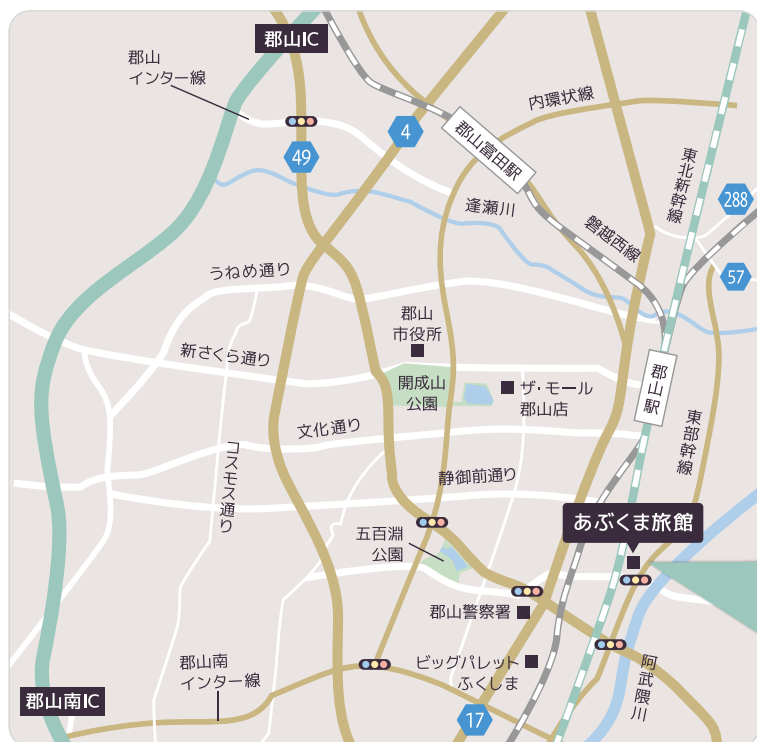 郡山IC
郡山
インター線
内環状線
4
郡山富田駅
49
東北新幹線
288
逢瀬川
磐越西線
57
うねめ通り
郡山
市役所
新さくら通り
開成山
公園
ザ・モール
郡山店
郡山駅
東部幹線
文化通り
コスモス通り
静御前通り
あぶくま旅館
五百淵
公園
郡山警察署
ビッグパレット
ふくしま
阿武隈川
郡山南
インター線
郡山南IC
17